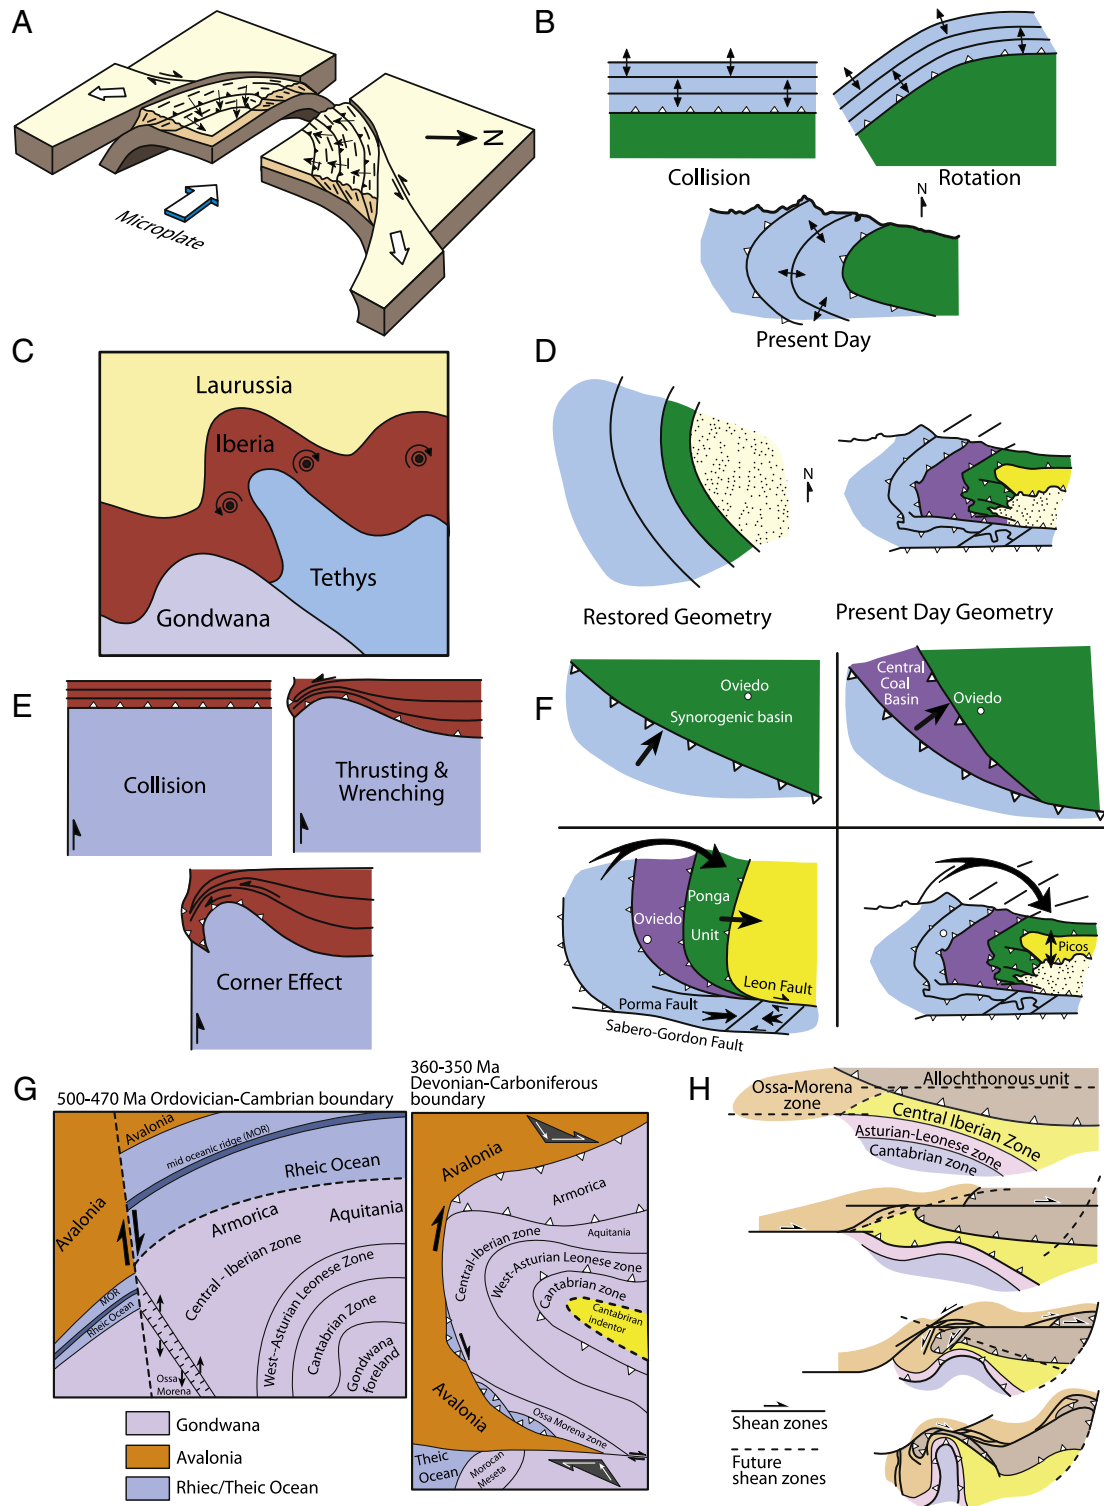 A
N
Microplate
B
Collision
Rotation
N
Present Day
C
Laurussia
Iberia
Tethys
Gondwana
D
N
Restored Geometry
Present Day Geometry
E
Collision
Thrusting &
Wrenching
Corner Effect
F
Oviedo
Synorogenic basin
Central
Coal
Basin
Oviedo
Oviedo
Ponga
Unit
Leon Fault
Porma Fault
Sabero-Gordon Fault
Picos
G
500-470 Ma Ordovician-Cambrian boundary
Avalonia
mid oceanic ridge (MOR)
Rheic Ocean
Avalonia
Armorica
Aquitania
Central - Iberian zone
West--Asturian Leonese Zone
Cantabrian Zone
Gondwana
foreland
MOR
Rheic Ocean
Ossa
Morena
360-350 Ma
Devonian-Carboniferous
boundary
Avalonia
Armorica
Aquitania
Central-Iberian zone
West-Asturian Leonese zone
Cantabrian
zone
Cantabriran
indentor
Avalonia
Ossa Morena zone
Theic
Ocean
Morocan
Meseta
Gondwana
Avalonia
Rhiec/Theic Ocean
H
Ossa-Morena
zone
Allochthonous unit
Central Iberian Zone
Asturian-Leonese zone
Cantabrian zone
Shean zones
Future
shean zones